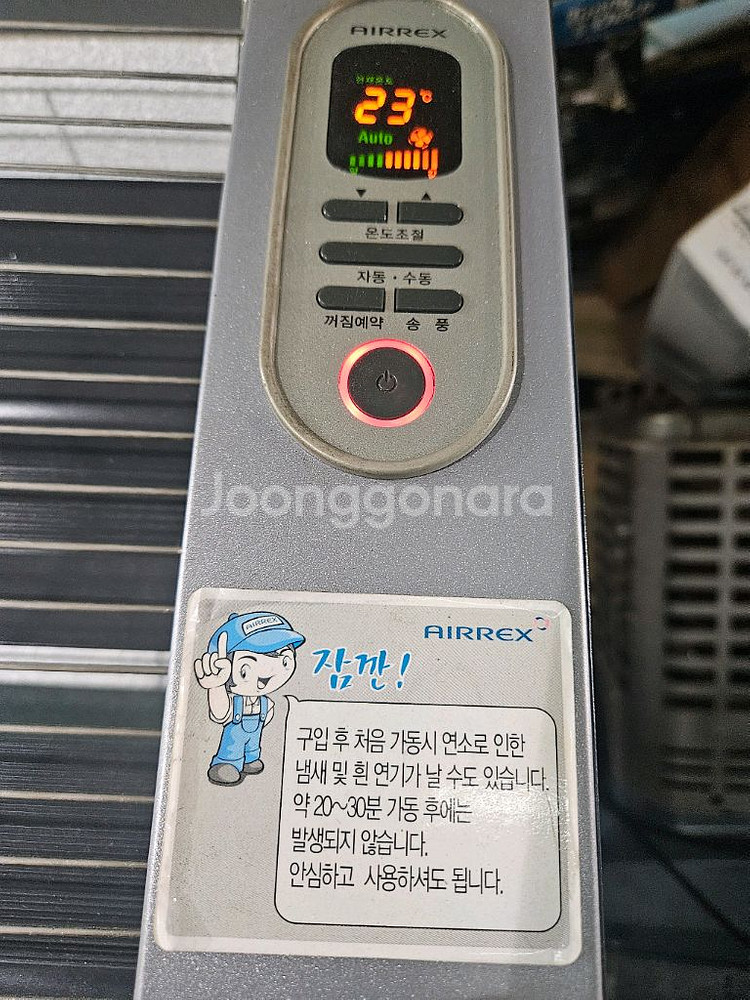 AIRREX
현재온도
23℃
Auto
▼ ▲
온도조절
자동 · 수동
꺼짐예약 송 풍
Joonggonara
AIRREX
AIRREX
잠깐!
구입 후 처음 가동시 연소로 인한
냄새 및 흰 연기가 날 수도 있습니다.
약 20~30분 가동 후에는
발생되지 않습니다.
안심하고 사용하셔도 됩니다.